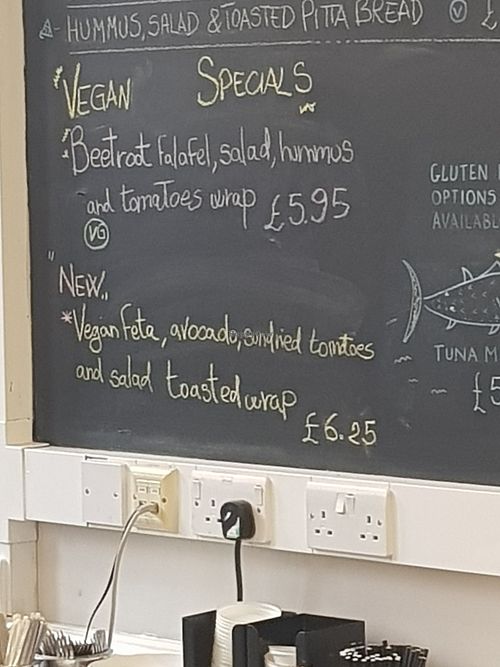 HUMMUS, SALAD & TOASTED PITTA BREAD V £
VEGAN SPECIALS
Beetroot falafel, salad, hummus
and tomatoes wrap £5.95
VG
GLUTEN
OPTIONS
AVAILABL
"NEW"
*Vegan feta, avocado, sundried tomatoes
and salad toasted wrap
£6.25
TUNA M
£5